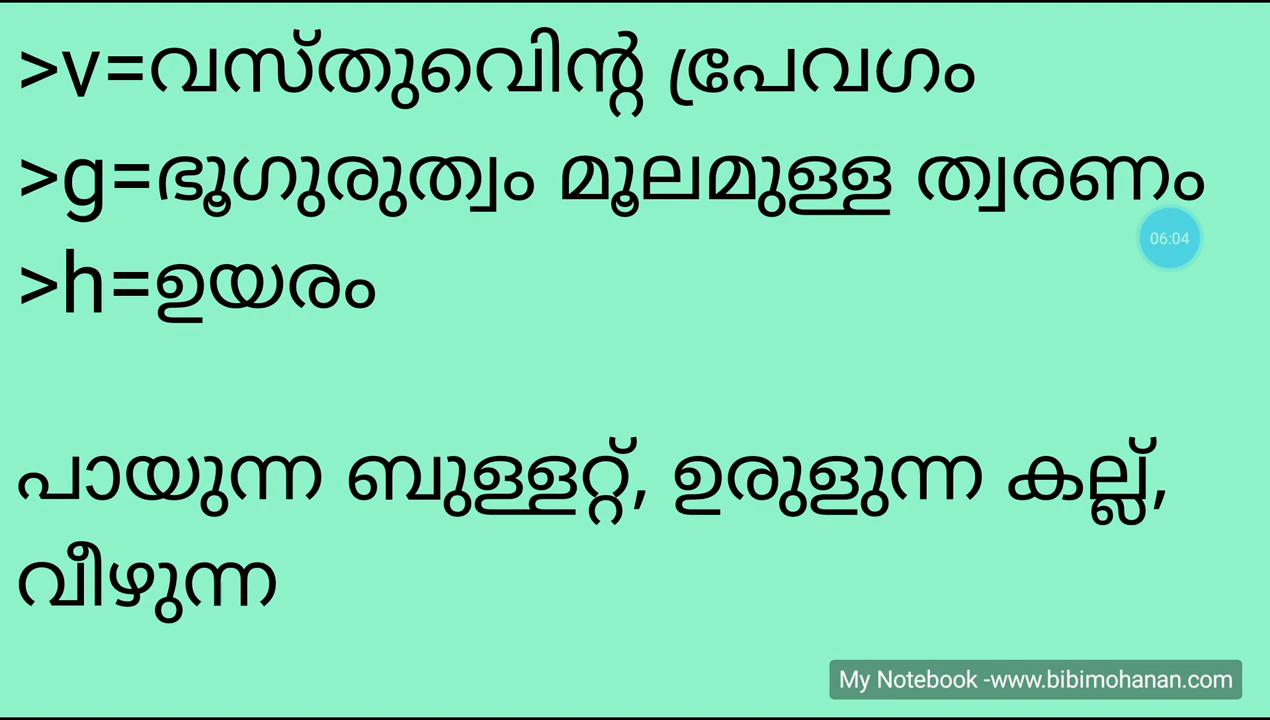 >v=വസ്തുവിന്റെ പ്രവേഗം
>g=ഭൂഗുരുത്വം മൂലമുള്ള ത്വരണം
06:04
>h=ഉയരം
പായുന്ന ബുള്ളറ്റ്, ഉരുളുന്ന കല്ല്,
വീഴുന്ന
My Notebook -www.bibimohanan.com